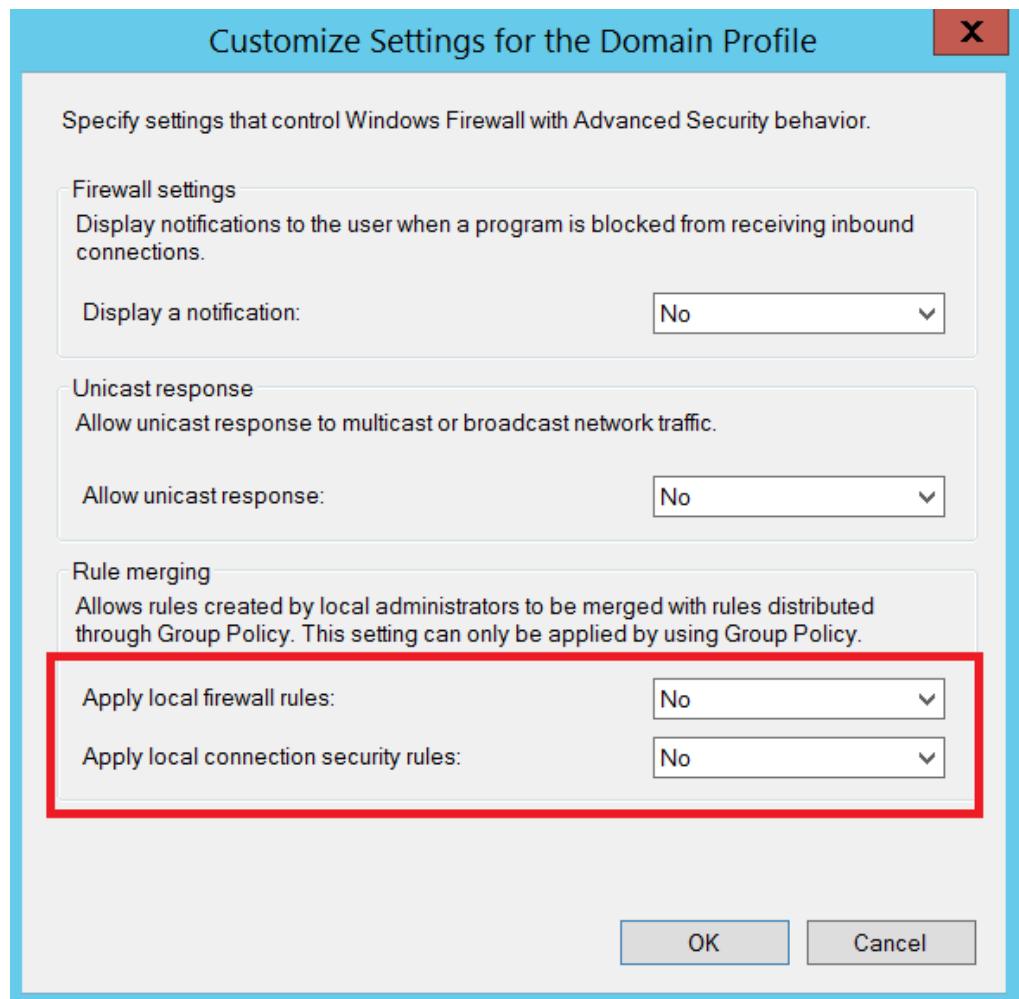 Customize Settings for the Domain Profile
X
Specify settings that control Windows Firewall with Advanced Security behavior.
Firewall settings
Display notifications to the user when a program is blocked from receiving inbound
connections.
Display a notification: No
Unicast response
Allow unicast response to multicast or broadcast network traffic.
Allow unicast response: No
Rule merging
Allows rules created by local administrators to be merged with rules distributed
through Group Policy. This setting can only be applied by using Group Policy.
Apply local firewall rules: No
Apply local connection security rules: No
OK Cancel